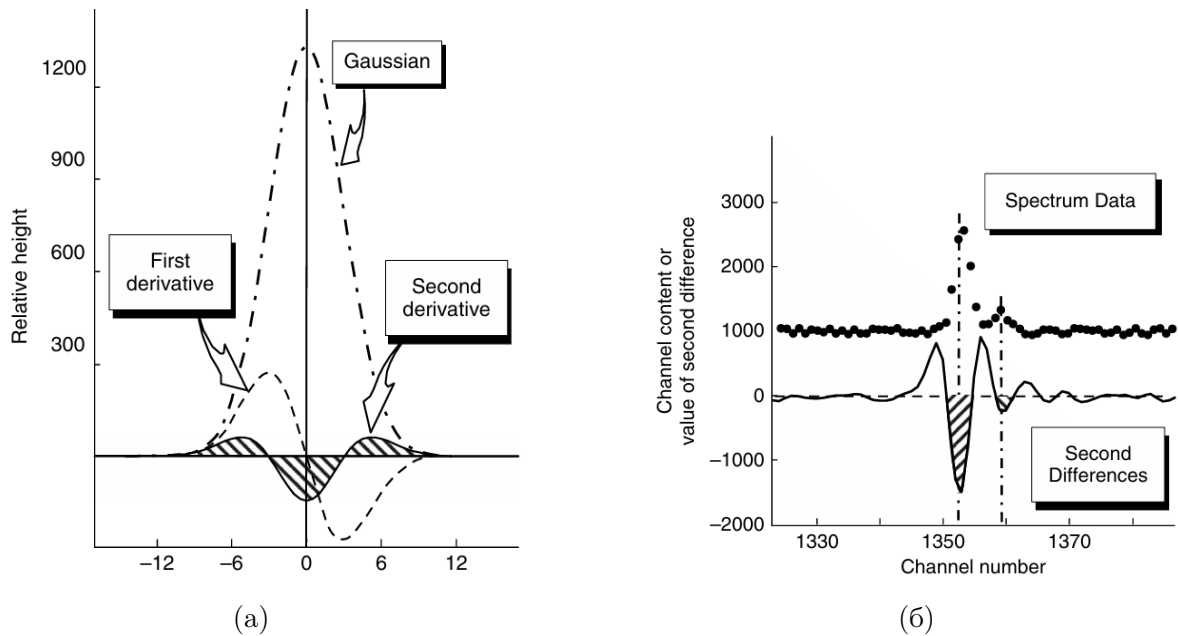 1200
900
600
300
Relative height
Gaussian
First
derivative
Second
derivative
−12
−6
0
6
12
(а)
3000
2000
1000
0
−1000
−2000
Channel content or
value of second difference
Spectrum Data
Second
Differences
1330
1350
1370
Channel number
(б)